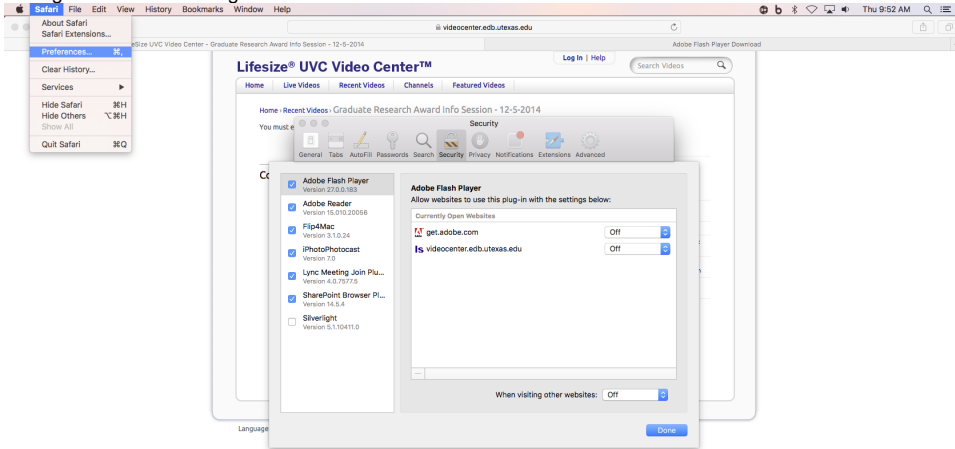 Safari File Edit View History Bookmarks Window Help Thu 9:52 AM
About Safari
Safari Extensions...
Preferences... ⌘,
Clear History...
Services
Hide Safari ⌘H
Hide Others ⌥⌘H
Show All
Quit Safari ⌘Q
videocenter.edb.utexas.edu
eSize UVC Video Center - Graduate Research Award Info Session - 12-5-2014
Adobe Flash Player Download
Log In | Help
Lifesize® UVC Video Center™
Search Videos
Home Live Videos Recent Videos Channels Featured Videos
Home › Recent Videos › Graduate Research Award Info Session - 12-5-2014
You must e
Security
General Tabs AutoFill Passwords Search Security Privacy Notifications Extensions Advanced
Adobe Flash Player
Version 27.0.0.183
Adobe Reader
Version 15.010.20056
Flip4Mac
Version 3.1.0.24
iPhotoPhotocast
Version 7.0
Lync Meeting Join Plu...
Version 4.0.7577.5
SharePoint Browser Pl...
Version 14.5.4
Silverlight
Version 5.1.10411.0
Adobe Flash Player
Allow websites to use this plug-in with the settings below:
Currently Open Websites
get.adobe.com Off
ls videocenter.edb.utexas.edu Off
When visiting other websites: Off
Done
Language